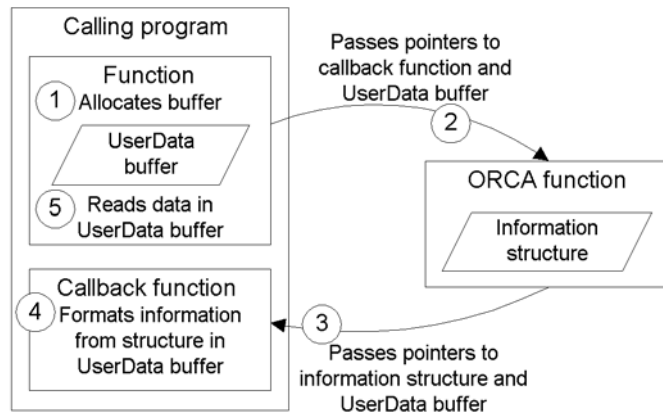 Calling program
Function
1
Allocates buffer
UserData
buffer
5
Reads data in
UserData buffer
Passes pointers to
callback function and
UserData buffer
2
ORCA function
Information
structure
3
Passes pointers to
information structure and
UserData buffer
Callback function
4
Formats information
from structure in
UserData buffer